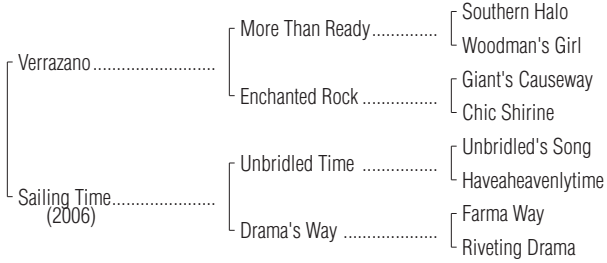 Southern Halo
More Than Ready..............
Woodman's Girl
Verrazano..........................
Giant's Causeway
Enchanted Rock ................
Chic Shirine
Unbridled's Song
Unbridled Time ................
Haveaheavenlytime
Sailing Time......................
(2006)
Farma Way
Drama's Way ....................
Riveting Drama